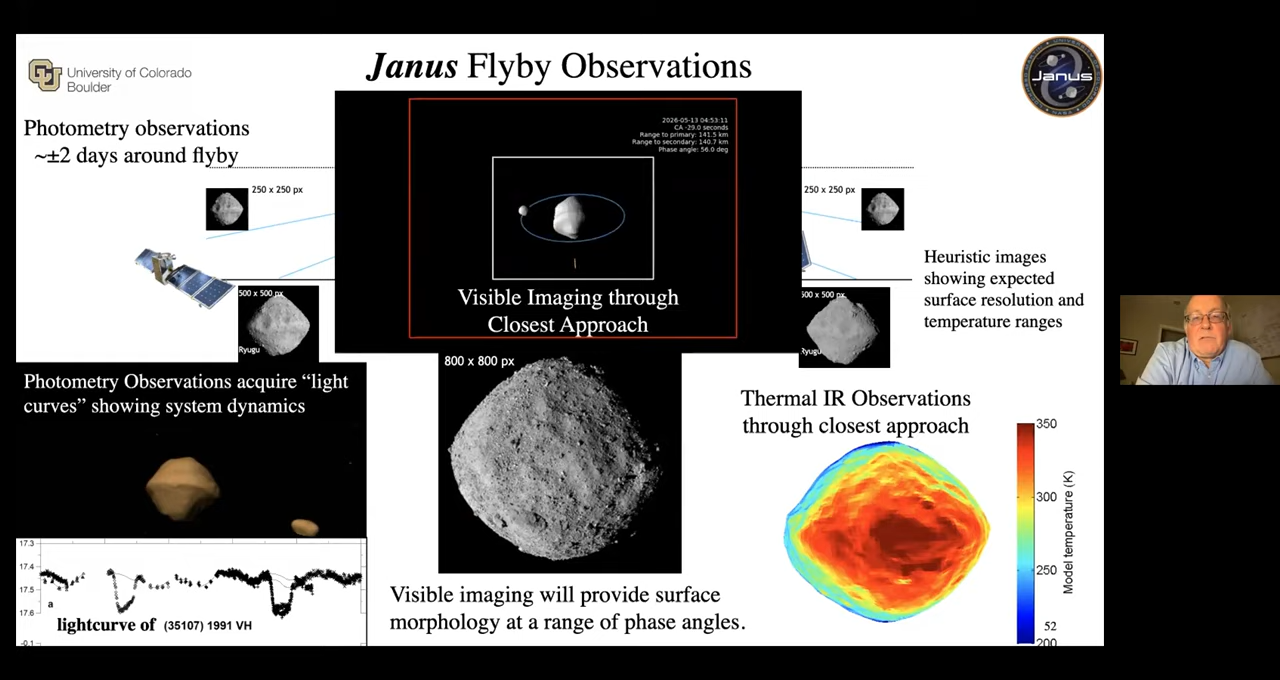 University of Colorado
Boulder
Janus Flyby Observations
Janus
Photometry observations
~±2 days around flyby
250 x 250 px
2026-05-13 04:53:11
CA -29.0 seconds
Range to primary: 141.5 km
Range to secondary: 140.7 km
Phase angle: 56.0 deg
250 x 250 px
Visible Imaging through
Closest Approach
500 x 500 px
Ryugu
500 x 500 px
Ryugu
Heuristic images
showing expected
surface resolution and
temperature ranges
Photometry Observations acquire “light
curves” showing system dynamics
800 x 800 px
Thermal IR Observations
through closest approach
350
300
250
52
200
Model temperature (K)
17.3
17.4
17.5
17.6
-0.1
a
lightcurve of (35107) 1991 VH
Visible imaging will provide surface
morphology at a range of phase angles.